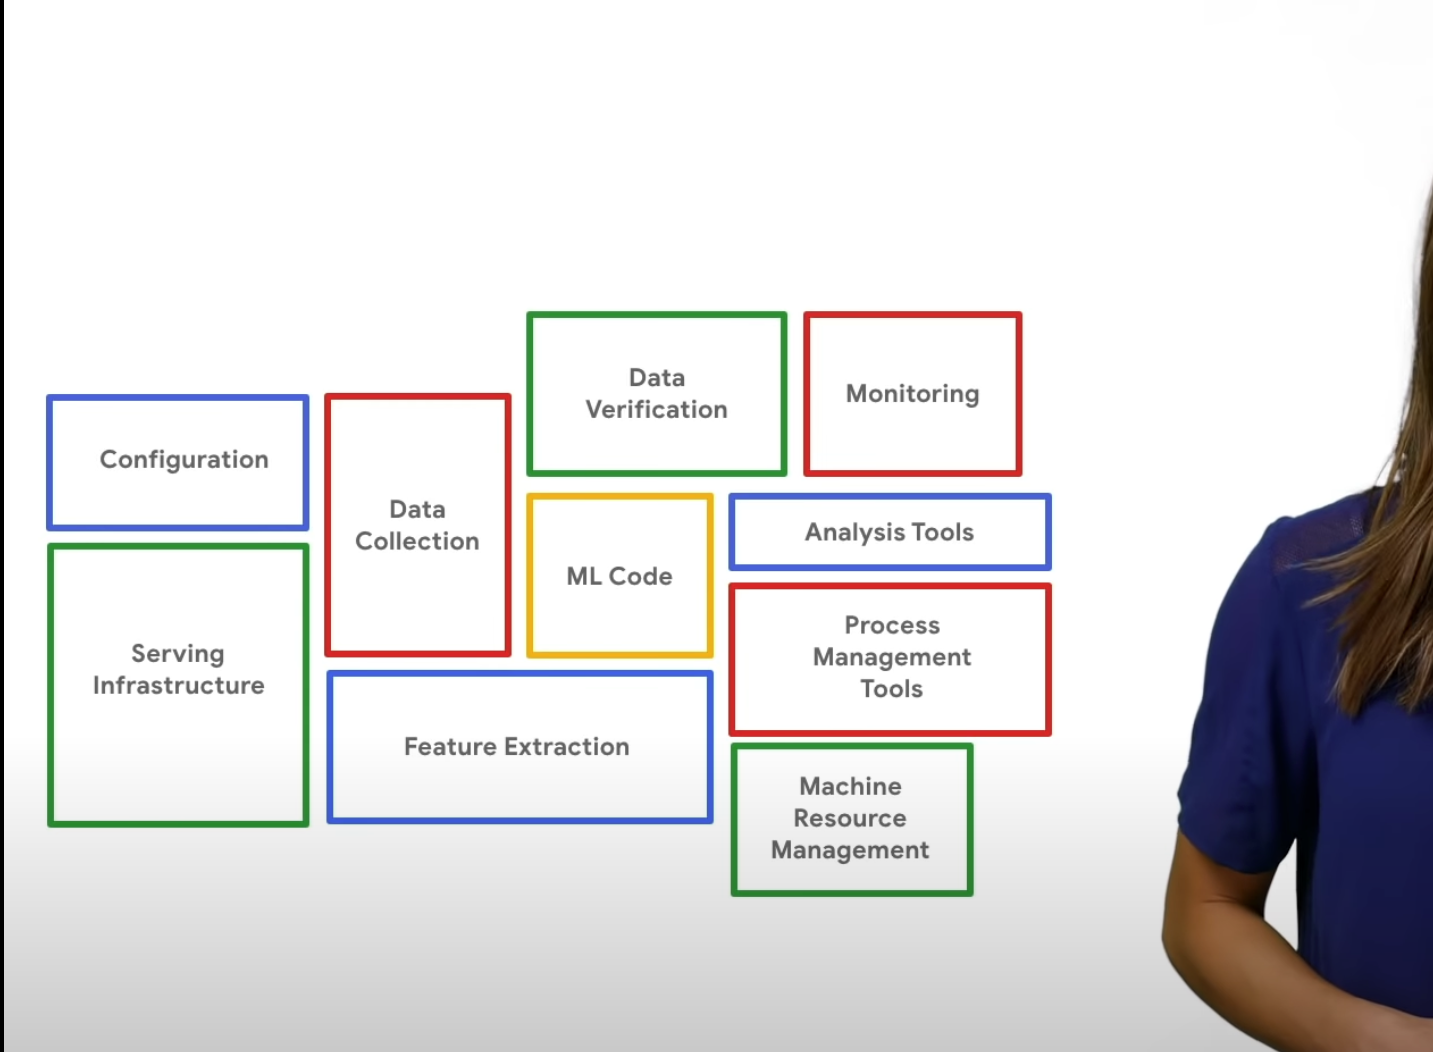 Data
Verification
Monitoring
Configuration
Data
Collection
ML Code
Analysis Tools
Process
Management
Tools
Serving
Infrastructure
Feature Extraction
Machine
Resource
Management